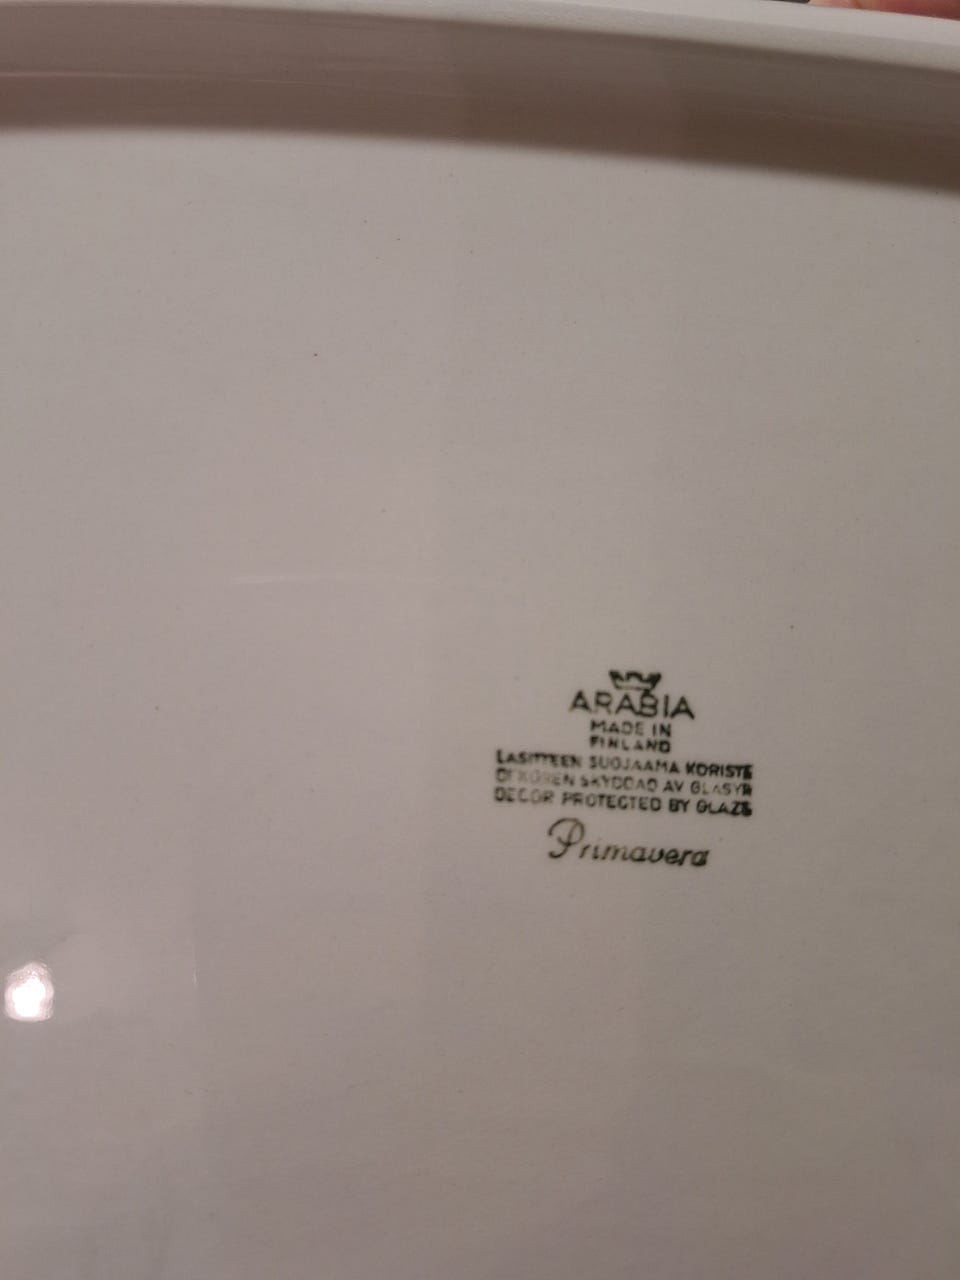 ARABIA
MADE IN
FINLAND
LASITTEEN SUOJAAMA KORISTE
DEKOREN SKYDDAD AV GLASYR
DECOR PROTECTED BY GLAZE
Primavera